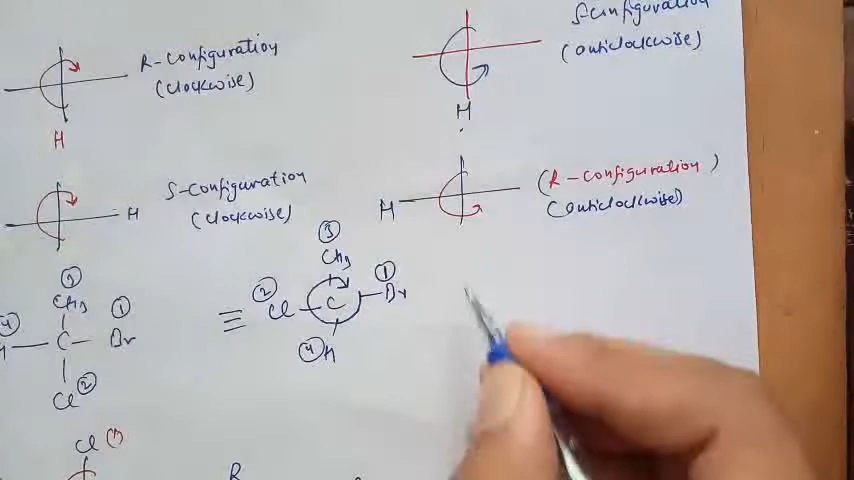 R-Configuration
(clockwise)
H
S-Configuration
(anticlockwise)
H
S-Configuration
(clockwise)
H
(R-Configuration)
(anticlockwise)
H
③
CH3
①
④
C
Br
Cl
②
≡
③
CH3
②
Cl
C
①
Br
④
H
Cl ①
R